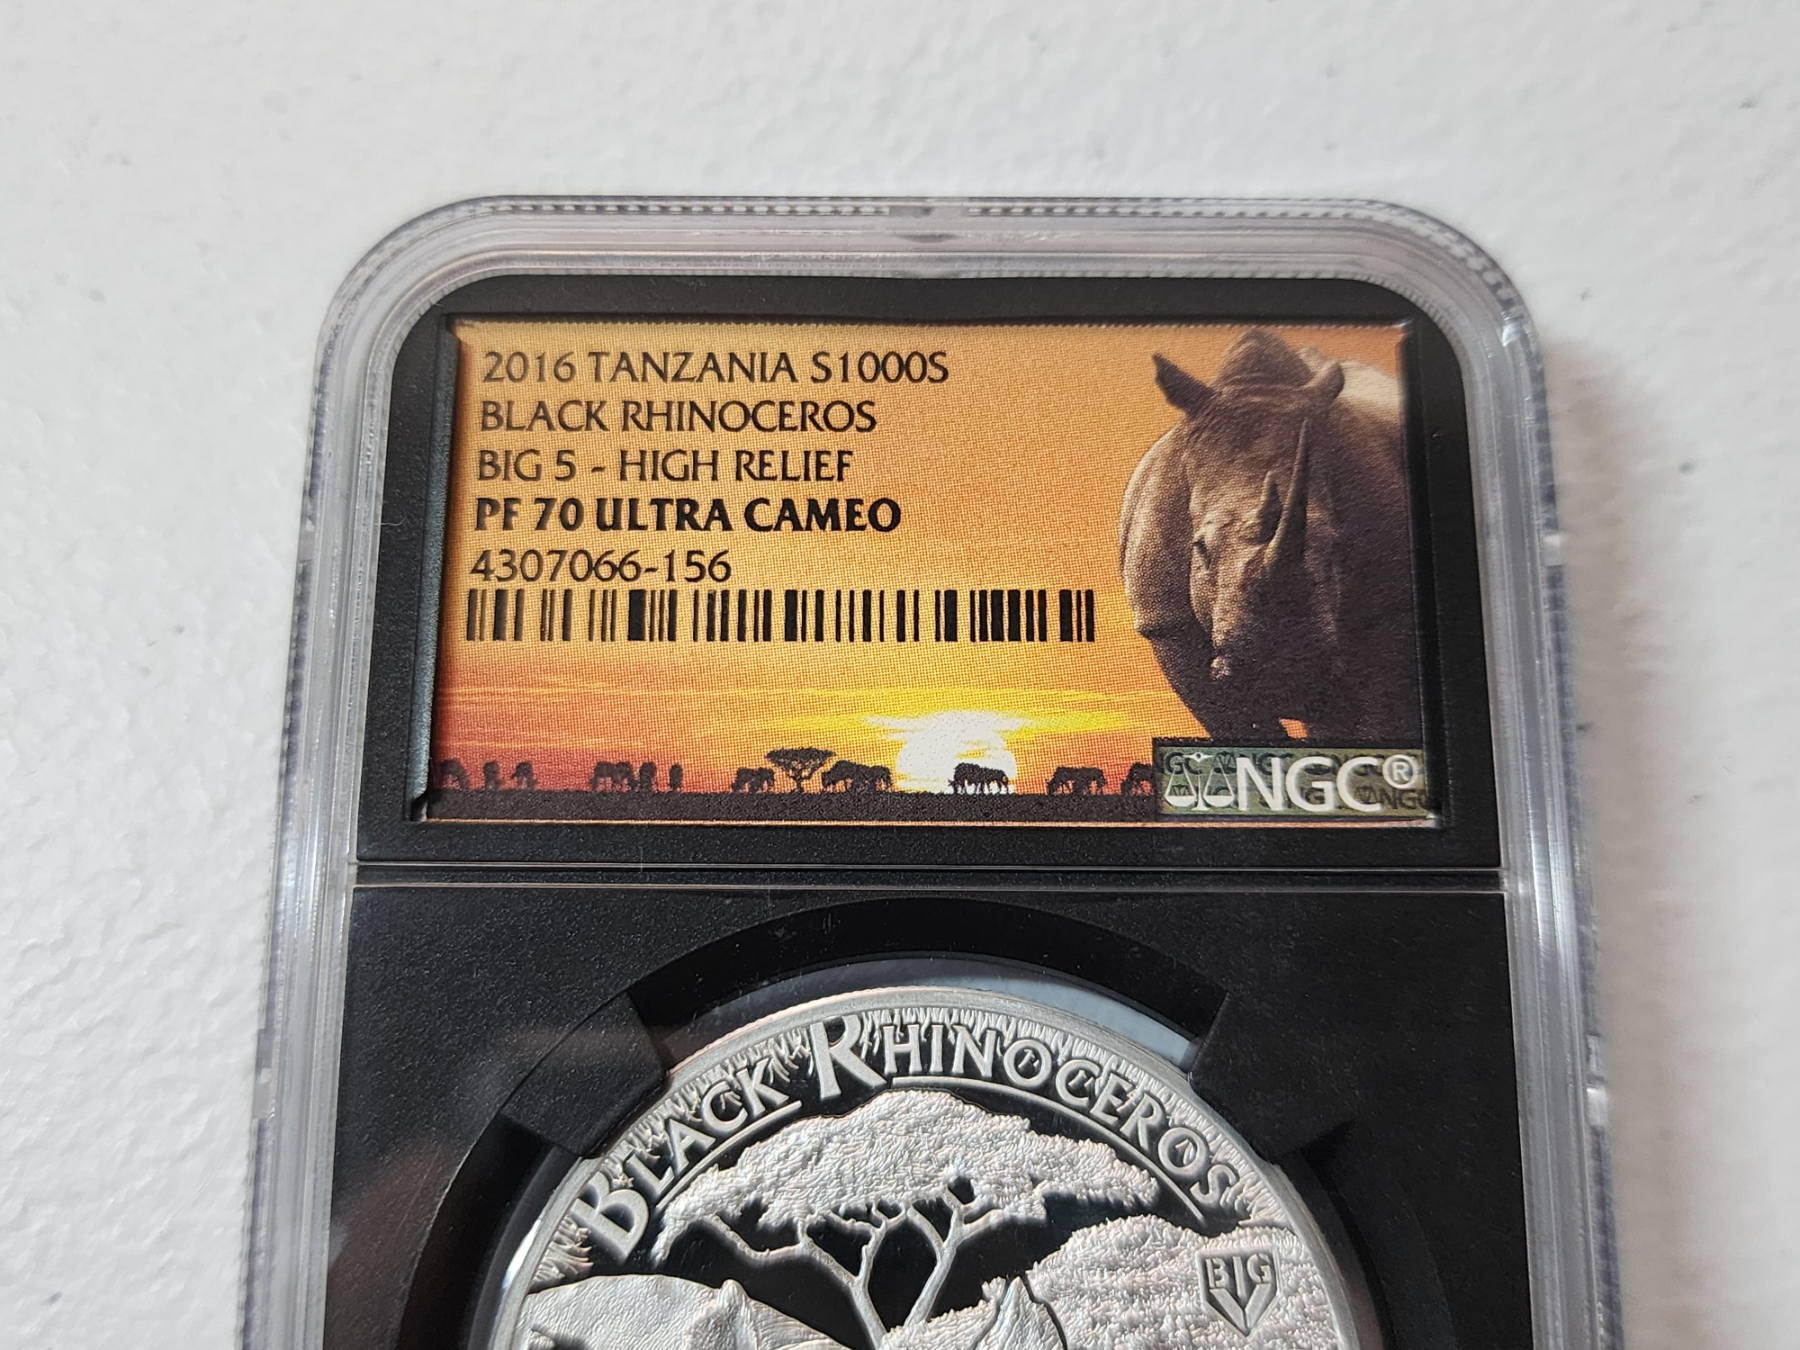 2016 TANZANIA S1000S
BLACK RHINOCEROS
BIG 5 - HIGH RELIEF
PF 70 ULTRA CAMEO
4307066-156
NGC®
BLACK RHINOCEROS
BIG
V